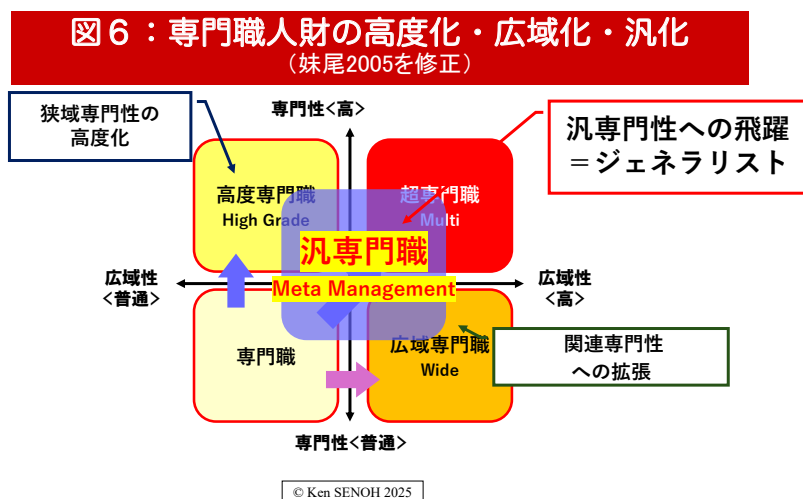 図６：専門職人財の高度化・広域化・汎化
（妹尾2005を修正）
狭域専門性の
高度化
専門性<高>
汎専門性への飛躍
＝ジェネラリスト
高度専門職
High Grade
超専門職
Multi
汎専門職
Meta Management
広域性
<普通>
広域性
<高>
専門職
広域専門職
Wide
関連専門性
への拡張
専門性<普通>
© Ken SENOH 2025